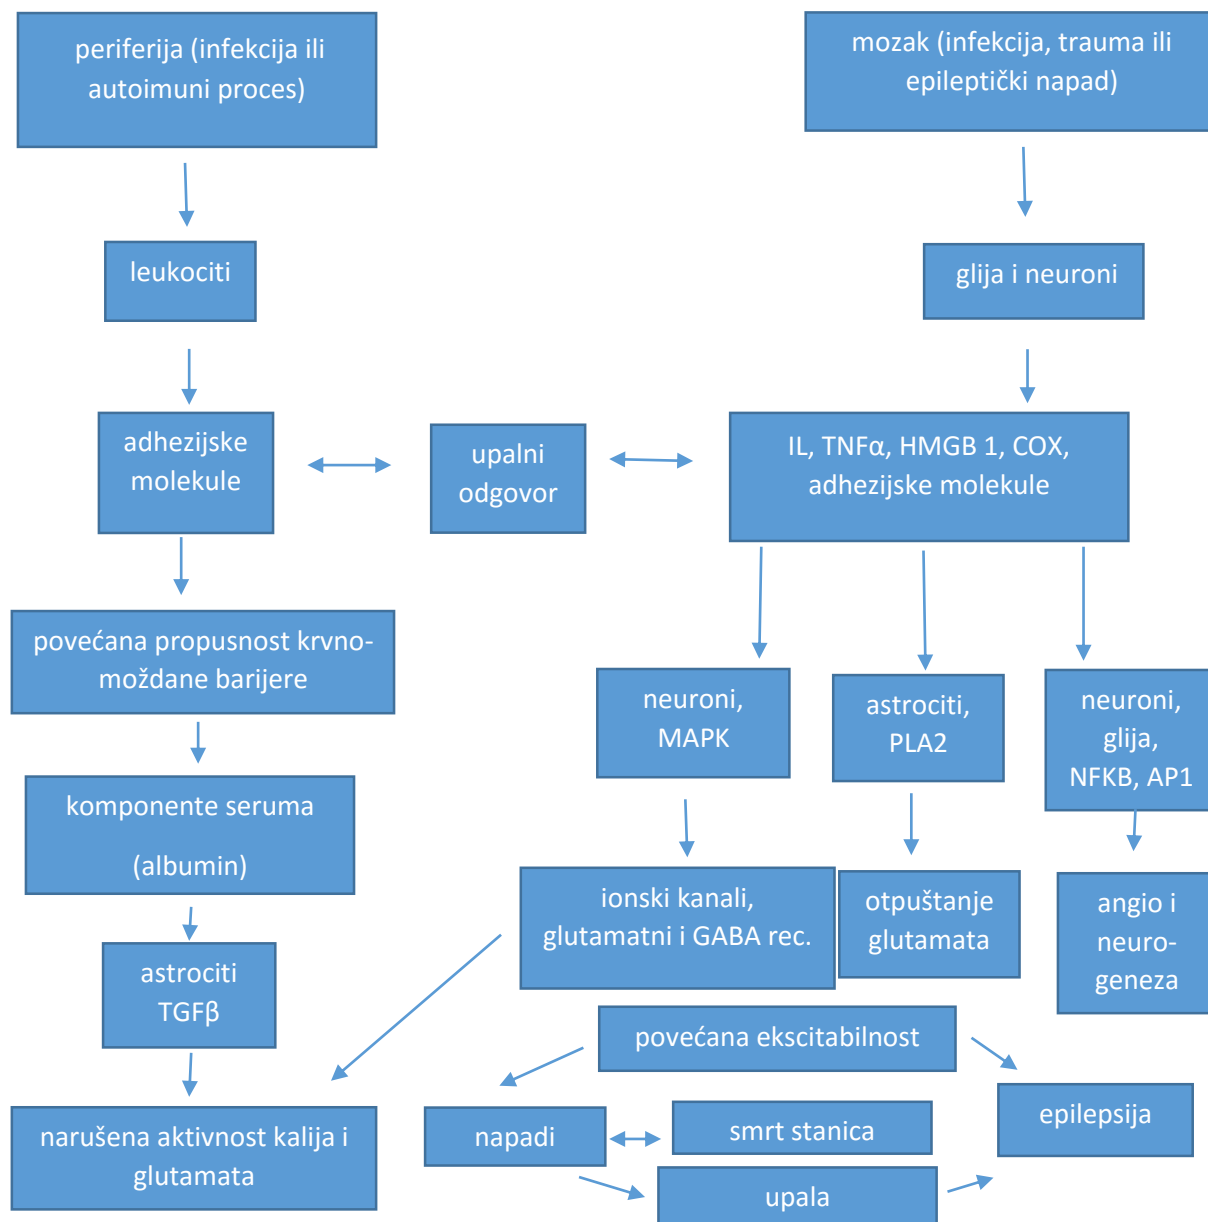 periferija (infekcija ili
autoimuni proces)
mozak (infekcija, trauma ili
epileptički napad)
leukociti
glija i neuroni
adhezijske
molekule
upalni
odgovor
IL, TNFα, HMGB 1, COX,
adhezijske molekule
povećana propusnost krvno-
moždane barijere
neuroni,
MAPK
astrociti,
PLA2
neuroni,
glija,
NFKB, AP1
komponente seruma
(albumin)
ionski kanali,
glutamatni i GABA rec.
otpuštanje
glutamata
angio i
neuro-
geneza
astrociti
TGFβ
povećana ekscitabilnost
narušena aktivnost kalija i
glutamata
napadi
smrt stanica
epilepsija
upala